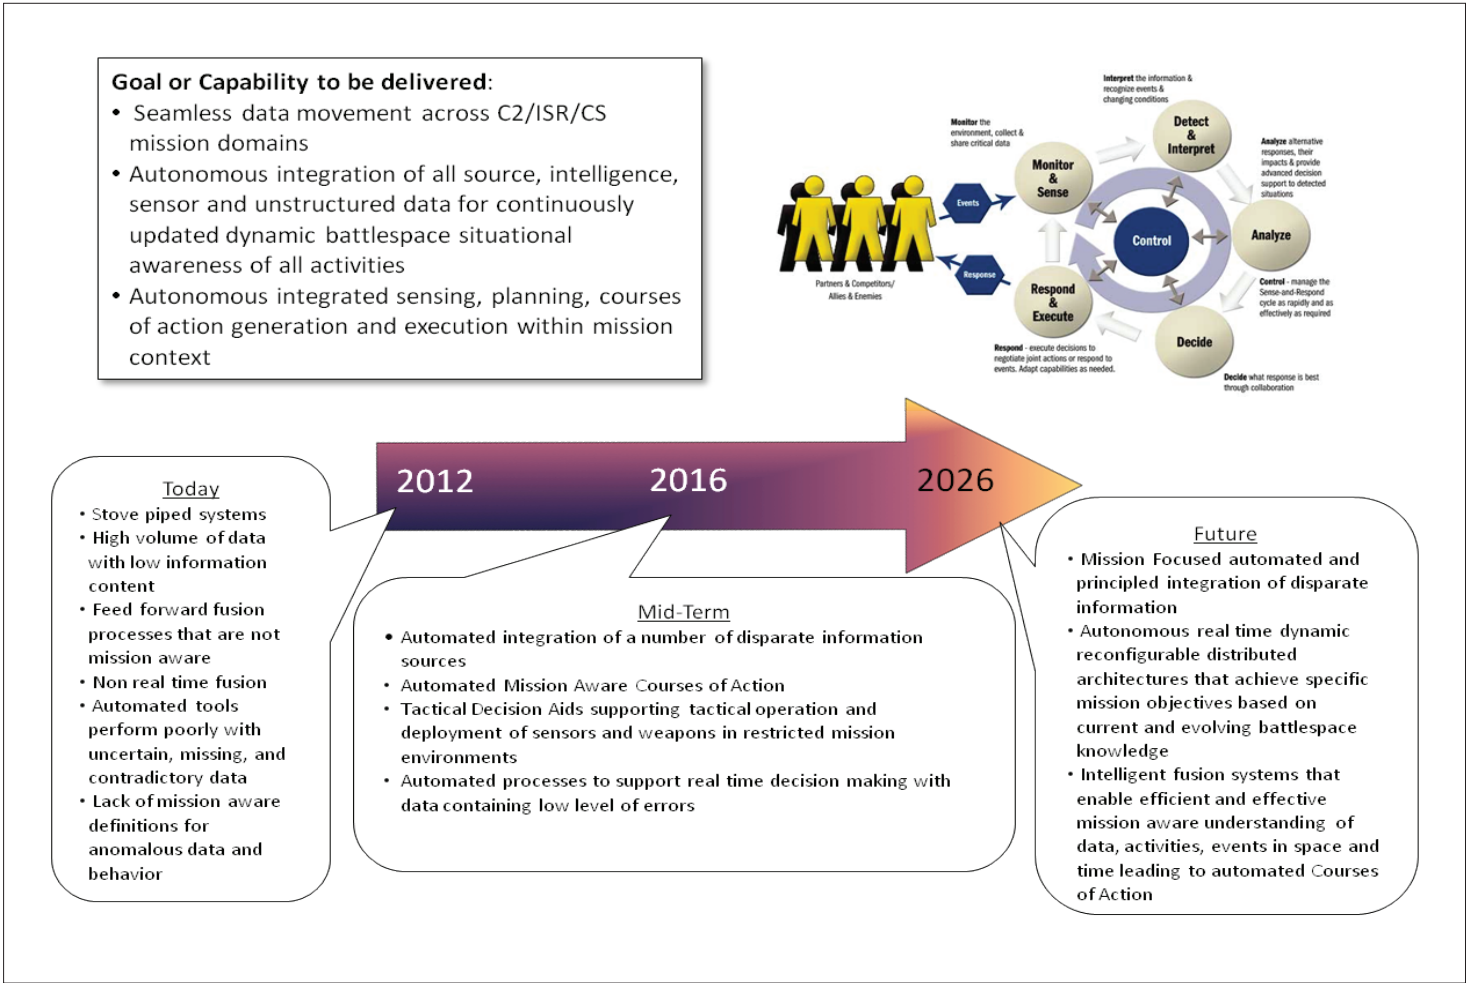 Goal or Capability to be delivered:
• Seamless data movement across C2/ISR/CS
mission domains
• Autonomous integration of all source, intelligence,
sensor and unstructured data for continuously
updated dynamic battlespace situational
awareness of all activities
• Autonomous integrated sensing, planning, courses
of action generation and execution within mission
context
Interpret the information &
recognize events &
changing conditions
Monitor the
environment, collect &
share critical data
Detect
&
Interpret
Analyze alternative
responses, their
impacts & provide
advanced decision
support to detected
situations
Monitor
&
Sense
Events
Control
Analyze
Response
Partners & Competitors/
Allies & Enemies
Respond
&
Execute
Control - manage the
Sense-and-Respond
cycle as rapidly and as
effectively as required
Decide
Respond - execute decisions to
negotiate joint actions or respond to
events. Adapt capabilities as needed.
Decide what response is best
through collaboration
2012
2016
2026
Today
• Stove piped systems
• High volume of data
with low information
content
• Feed forward fusion
processes that are not
mission aware
• Non real time fusion
• Automated tools
perform poorly with
uncertain, missing, and
contradictory data
• Lack of mission aware
definitions for
anomalous data and
behavior
Mid-Term
• Automated integration of a number of disparate information
sources
• Automated Mission Aware Courses of Action
• Tactical Decision Aids supporting tactical operation and
deployment of sensors and weapons in restricted mission
environments
• Automated processes to support real time decision making with
data containing low level of errors
Future
• Mission Focused automated and
principled integration of disparate
information
• Autonomous real time dynamic
reconfigurable distributed
architectures that achieve specific
mission objectives based on
current and evolving battlespace
knowledge
• Intelligent fusion systems that
enable efficient and effective
mission aware understanding of
data, activities, events in space and
time leading to automated Courses
of Action